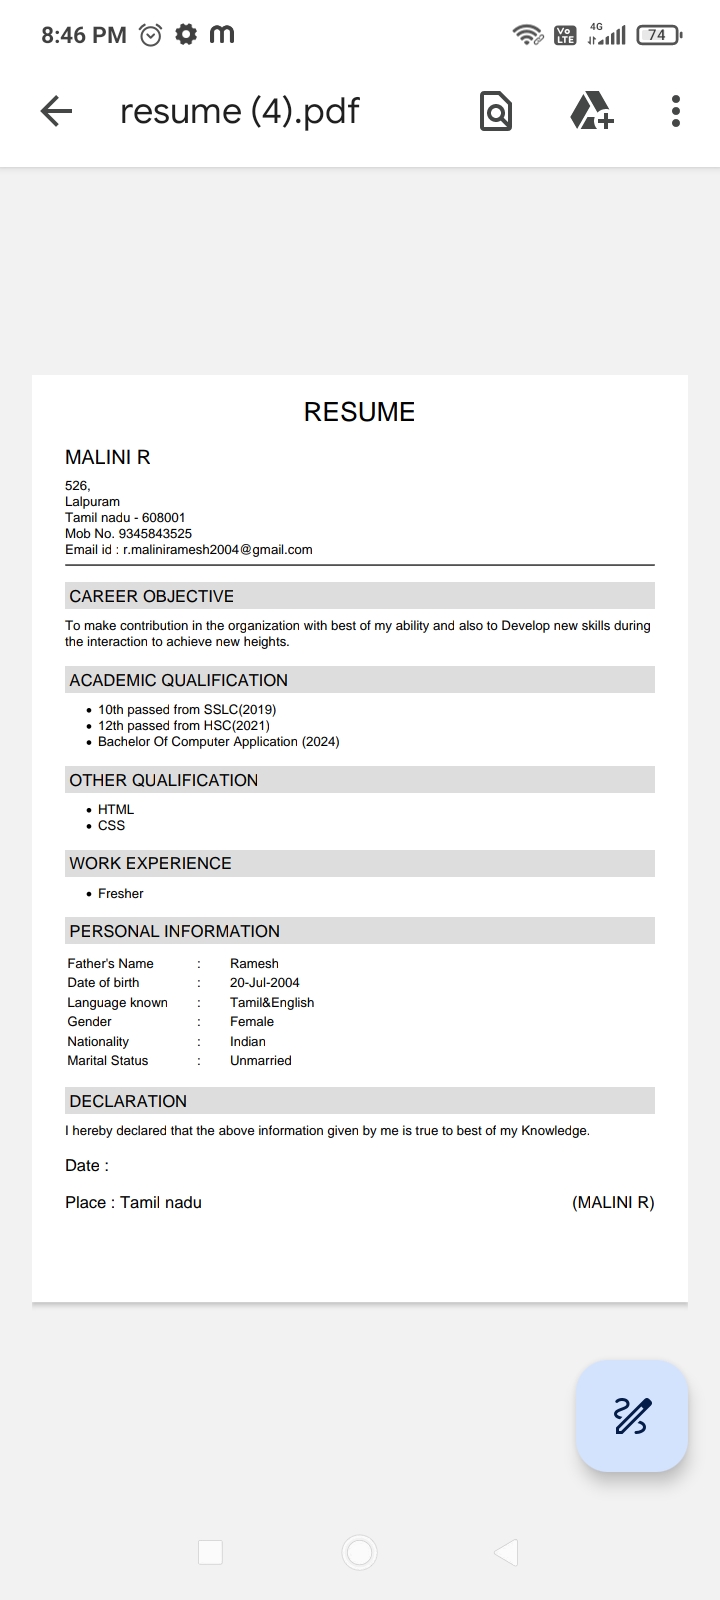 8:46 PM m Vo LTE 4G 74
resume (4).pdf
RESUME
MALINI R
526,
Lalpuram
Tamil nadu - 608001
Mob No. 9345843525
Email id : r.maliniramesh2004@gmail.com
CAREER OBJECTIVE
To make contribution in the organization with best of my ability and also to Develop new skills during
the interaction to achieve new heights.
ACADEMIC QUALIFICATION
• 10th passed from SSLC(2019)
• 12th passed from HSC(2021)
• Bachelor Of Computer Application (2024)
OTHER QUALIFICATION
• HTML
• CSS
WORK EXPERIENCE
• Fresher
PERSONAL INFORMATION
Father's Name : Ramesh
Date of birth : 20-Jul-2004
Language known : Tamil&English
Gender : Female
Nationality : Indian
Marital Status : Unmarried
DECLARATION
I hereby declared that the above information given by me is true to best of my Knowledge.
Date :
Place : Tamil nadu (MALINI R)